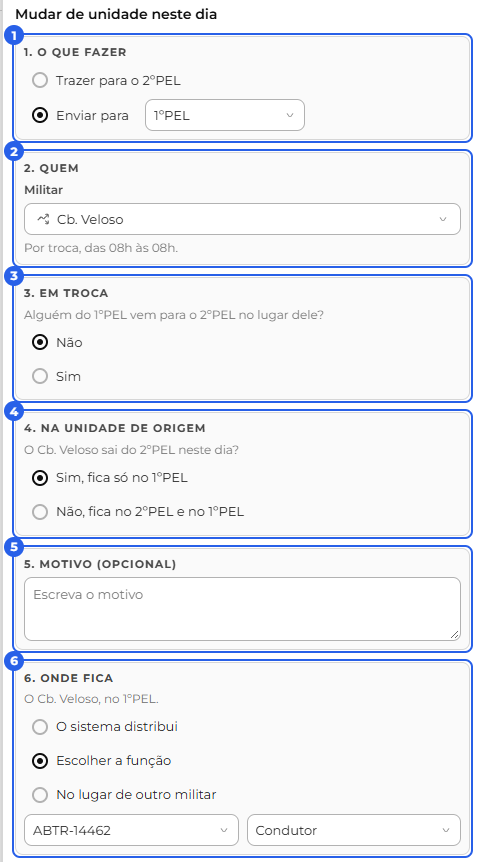 Mudar de unidade neste dia
1
1. O QUE FAZER
Trazer para o 2ºPEL
Enviar para
1ºPEL
2
2. QUEM
Militar
Cb. Veloso
Por troca, das 08h às 08h.
3
3. EM TROCA
Alguém do 1ºPEL vem para o 2ºPEL no lugar dele?
Não
Sim
4
4. NA UNIDADE DE ORIGEM
O Cb. Veloso sai do 2ºPEL neste dia?
Sim, fica só no 1ºPEL
Não, fica no 2ºPEL e no 1ºPEL
5
5. MOTIVO (OPCIONAL)
Escreva o motivo
6
6. ONDE FICA
O Cb. Veloso, no 1ºPEL.
O sistema distribui
Escolher a função
No lugar de outro militar
ABTR-14462
Condutor